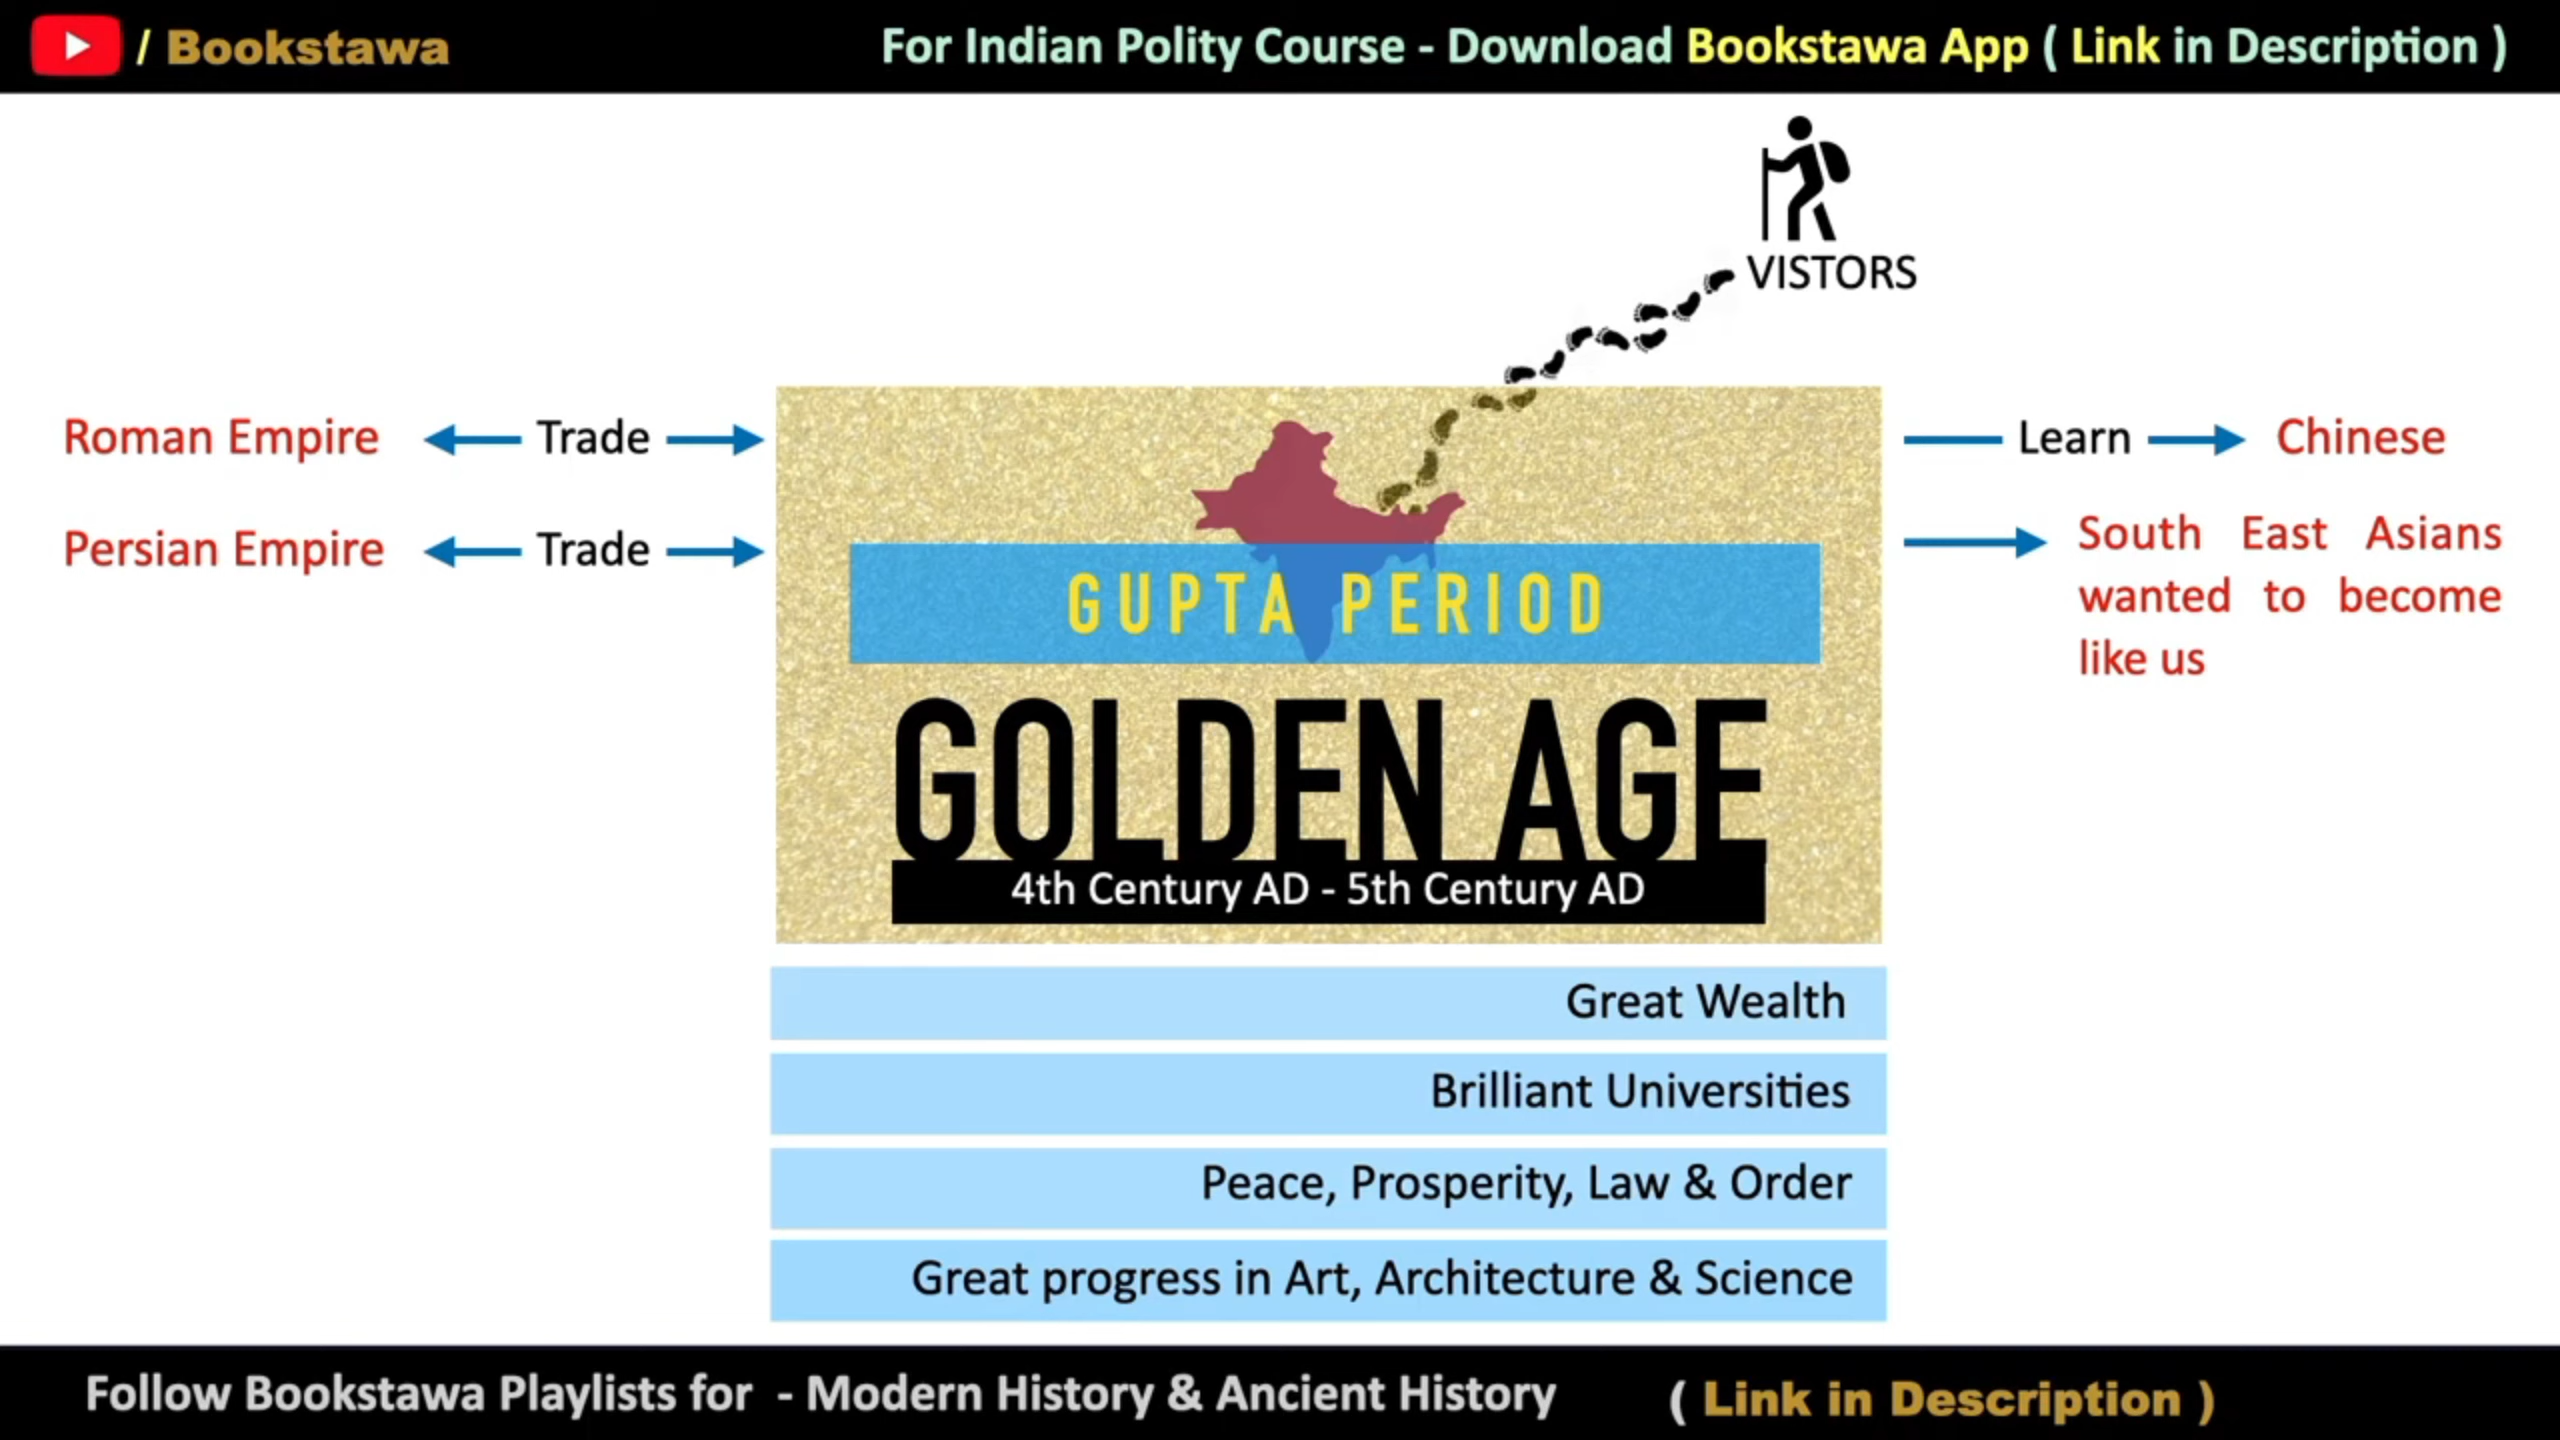 / Bookstawa
For Indian Polity Course - Download Bookstawa App ( Link in Description )
VISTORS
Roman Empire Trade
Persian Empire Trade
Learn Chinese
South East Asians
wanted to become
like us
GUPTA PERIOD
GOLDEN AGE
4th Century AD - 5th Century AD
Great Wealth
Brilliant Universities
Peace, Prosperity, Law & Order
Great progress in Art, Architecture & Science
Follow Bookstawa Playlists for - Modern History & Ancient History ( Link in Description )